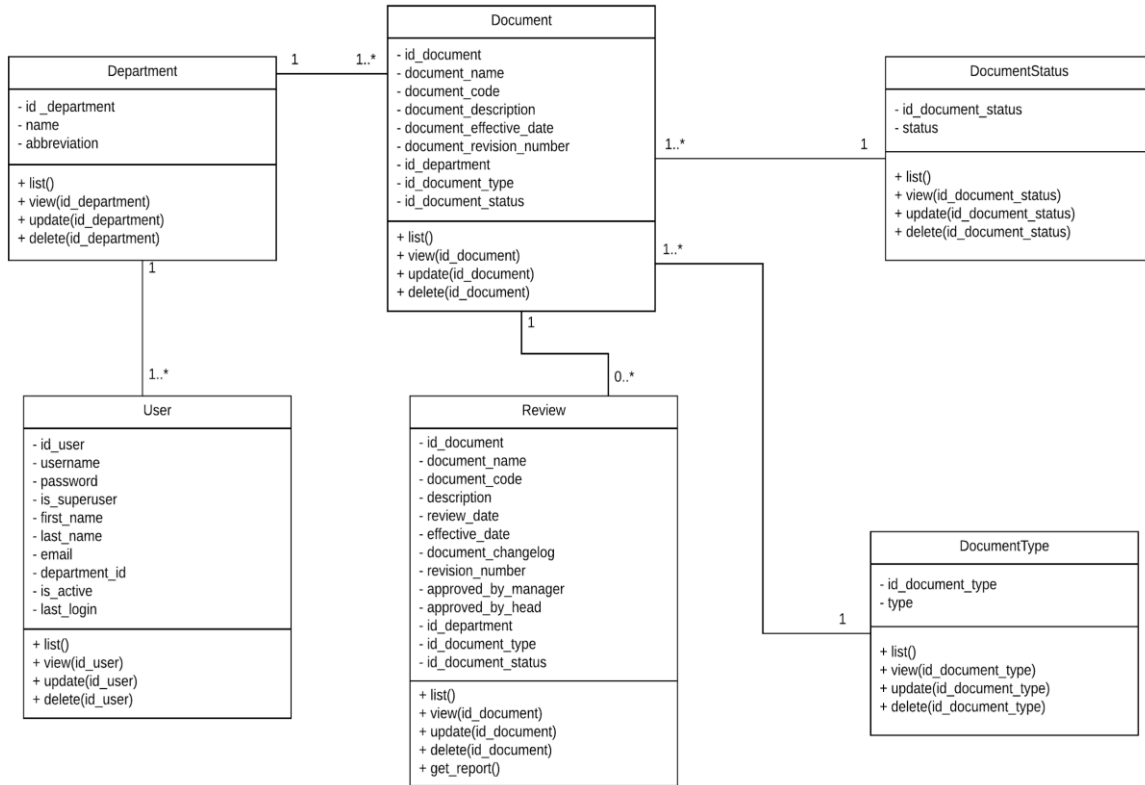 Document
- id_document
- document_name
- document_code
- document_description
- document_effective_date
- document_revision_number
- id_department
- id_document_type
- id_document_status
+ list()
+ view(id_document)
+ update(id_document)
+ delete(id_document)
1
1..*
Department
- id _department
- name
- abbreviation
+ list()
+ view(id_department)
+ update(id_department)
+ delete(id_department)
1..*
1
DocumentStatus
- id_document_status
- status
+ list()
+ view(id_document_status)
+ update(id_document_status)
+ delete(id_document_status)
1
1..*
User
- id_user
- username
- password
- is_superuser
- first_name
- last_name
- email
- department_id
- is_active
- last_login
+ list()
+ view(id_user)
+ update(id_user)
+ delete(id_user)
1
0..*
Review
- id_document
- document_name
- document_code
- description
- review_date
- effective_date
- document_changelog
- revision_number
- approved_by_manager
- approved_by_head
- id_department
- id_document_type
- id_document_status
+ list()
+ view(id_document)
+ update(id_document)
+ delete(id_document)
+ get_report()
1..*
1
DocumentType
- id_document_type
- type
+ list()
+ view(id_document_type)
+ update(id_document_type)
+ delete(id_document_type)